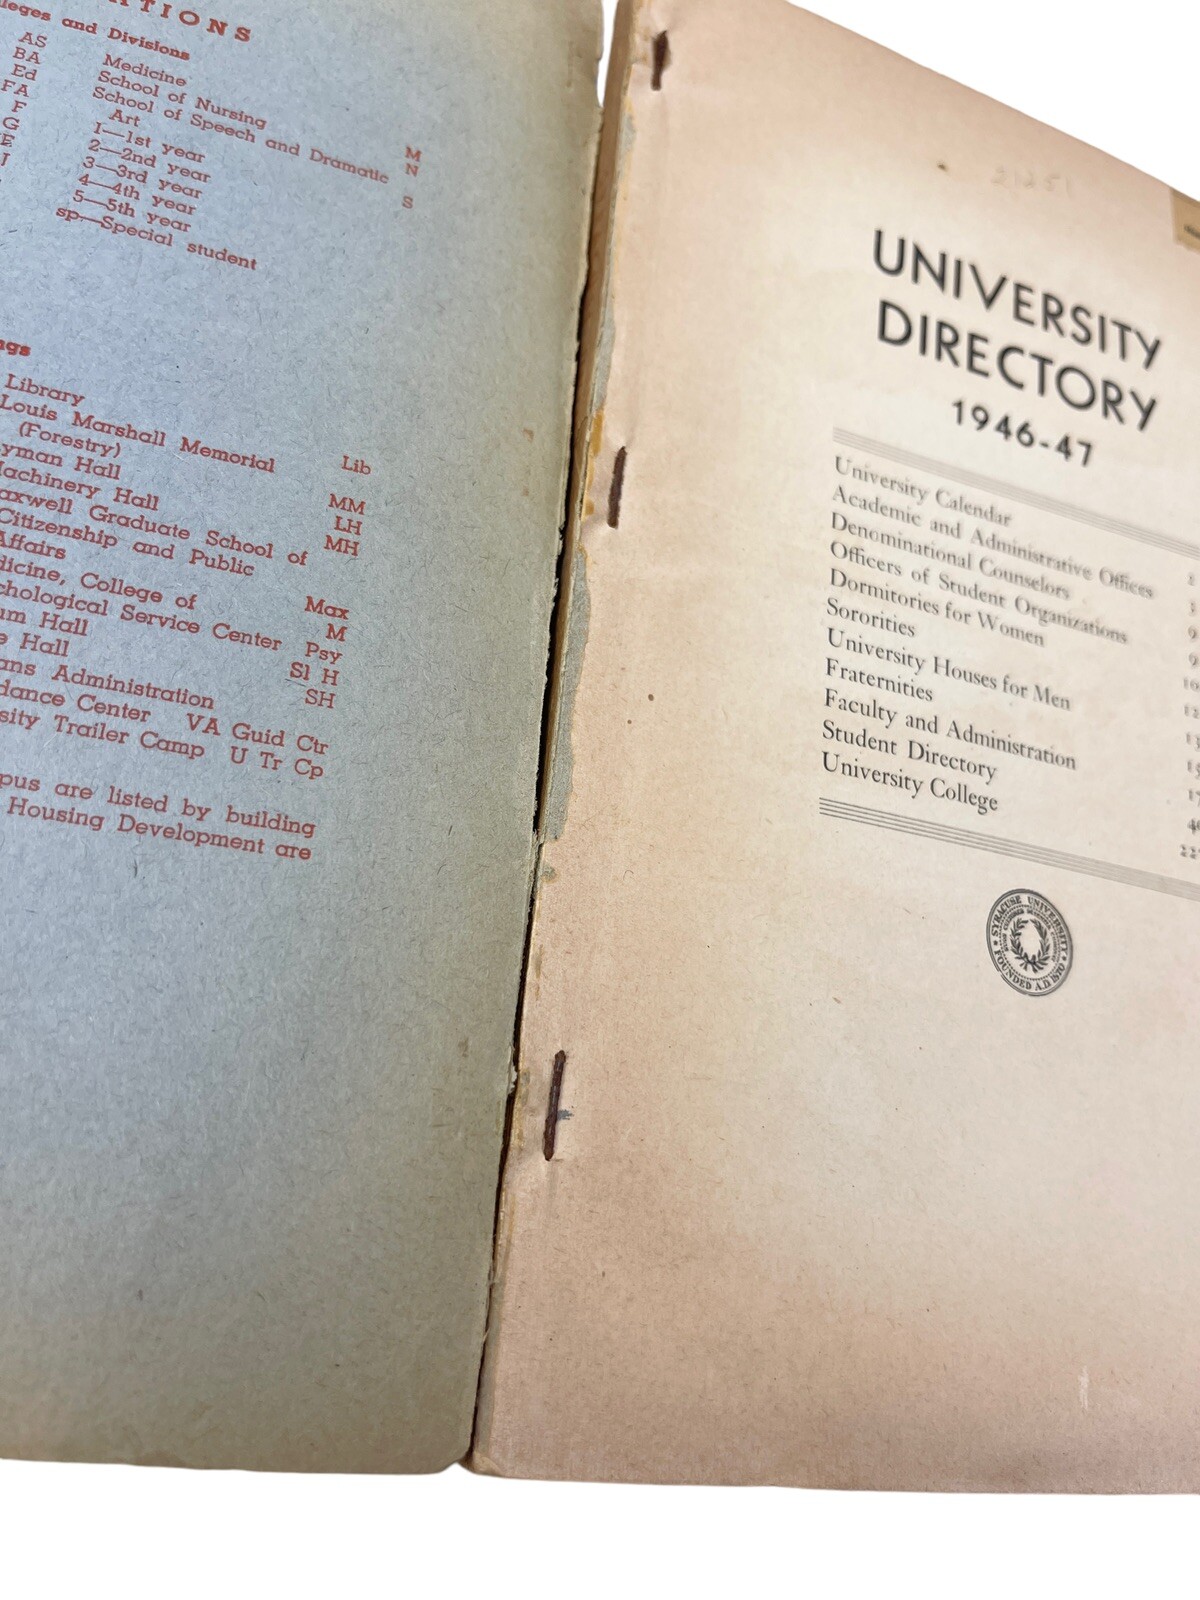 ATIONS
leges and Divisions
AS
BA
Ed
FA
F
G
E
J
Medicine M
School of Nursing N
School of Speech and Dramatic
Art S
1—1st year
2—2nd year
3—3rd year
4—4th year
5—5th year
sp—Special student
ngs
Library Lib
Louis Marshall Memorial
(Forestry) MM
yman Hall LH
achinery Hall MH
axwell Graduate School of
Citizenship and Public
Affairs Max
dicine, College of M
chological Service Center Psy
um Hall Sl H
e Hall SH
ans Administration
dance Center VA Guid Ctr
sity Trailer Camp U Tr Cp
pus are listed by building
Housing Development are
UNIVERSITY
DIRECTORY
1946-47
University Calendar
Academic and Administrative Offices
Denominational Counselors
Officers of Student Organizations
Dormitories for Women
Sororities
University Houses for Men
Fraternities
Faculty and Administration
Student Directory
University College
SYRACUSE UNIVERSITY
FOUNDED A.D. 1870